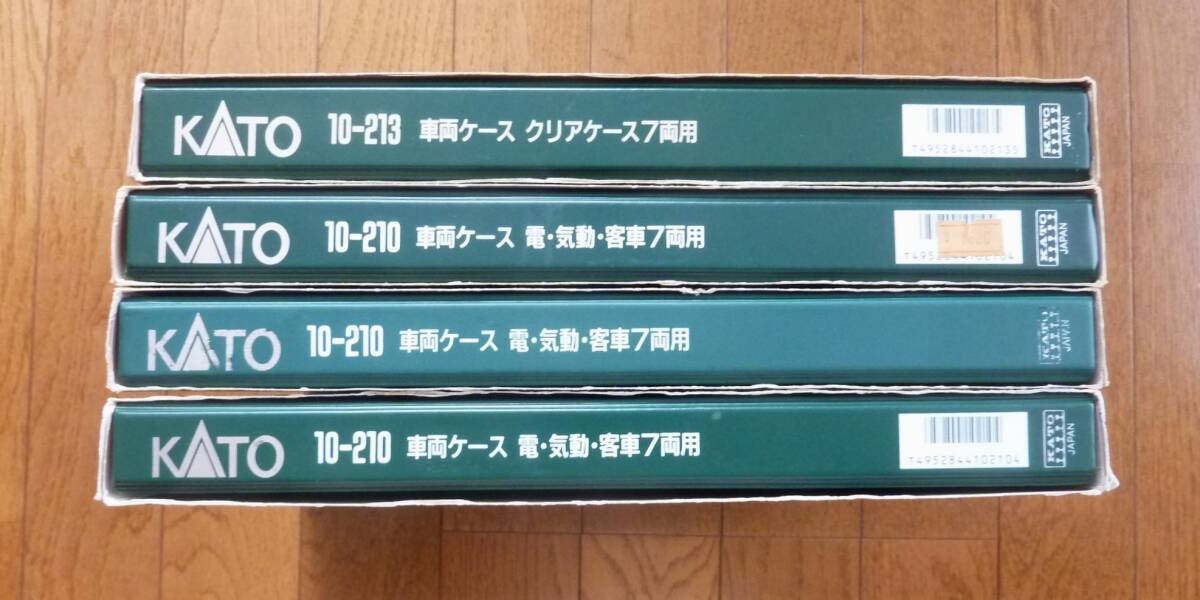 KATO 10-213 車両ケース クリアケース7両用 T4952844102135 KATO JAPAN
KATO 10-210 車両ケース 電・気動・客車7両用 T4952844102104 KATO JAPAN
KATO 10-210 車両ケース 電・気動・客車7両用 KATO JAPAN
KATO 10-210 車両ケース 電・気動・客車7両用 T4952844102104 KATO JAPAN